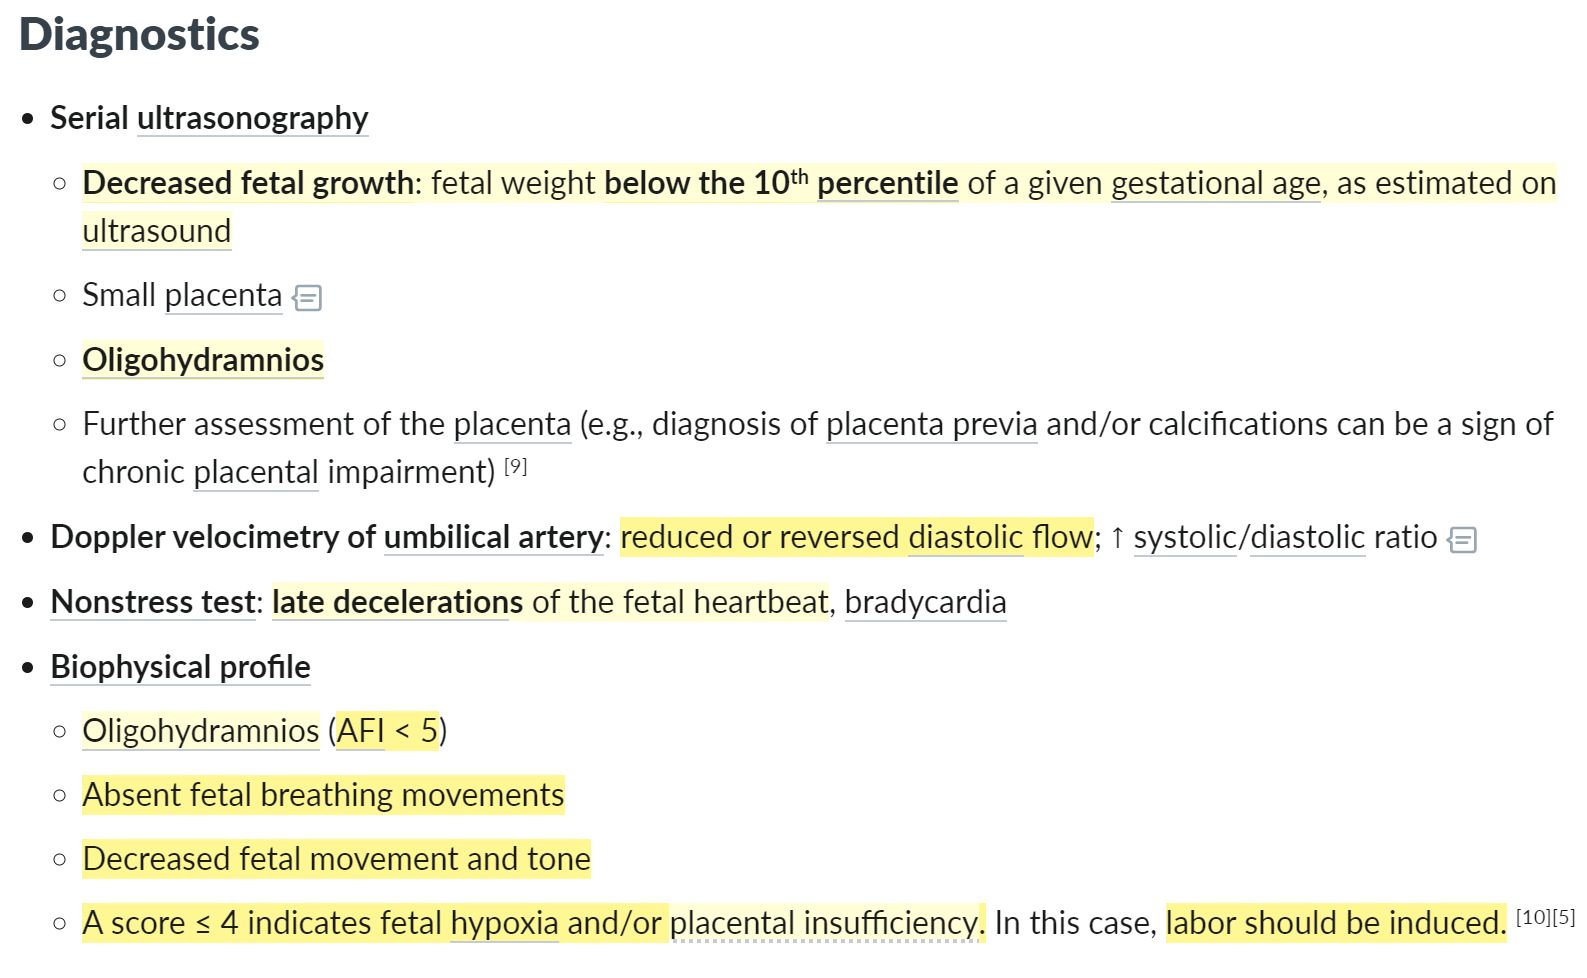 Diagnostics
• Serial ultrasonography
◦ Decreased fetal growth: fetal weight below the 10th percentile of a given gestational age, as estimated on
ultrasound
◦ Small placenta
◦ Oligohydramnios
◦ Further assessment of the placenta (e.g., diagnosis of placenta previa and/or calcifications can be a sign of
chronic placental impairment) [9]
• Doppler velocimetry of umbilical artery: reduced or reversed diastolic flow; ↑ systolic/diastolic ratio
• Nonstress test: late decelerations of the fetal heartbeat, bradycardia
• Biophysical profile
◦ Oligohydramnios (AFI < 5)
◦ Absent fetal breathing movements
◦ Decreased fetal movement and tone
◦ A score ≤ 4 indicates fetal hypoxia and/or placental insufficiency. In this case, labor should be induced. [10][5]